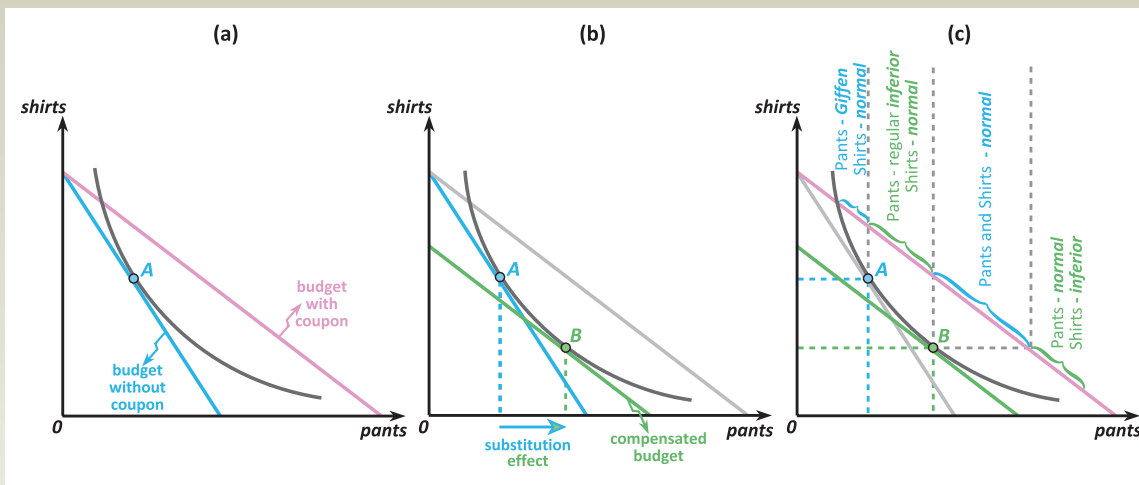 (a)
shirts
A
budget
with
coupon
budget
without
coupon
0
pants
(b)
shirts
A
B
0
pants
substitution
effect
compensated
budget
(c)
shirts
Pants - Giffen
Shirts - normal
Pants - regular inferior
Shirts - normal
Pants and Shirts - normal
Pants - normal
Shirts - inferior
A
B
0
pants